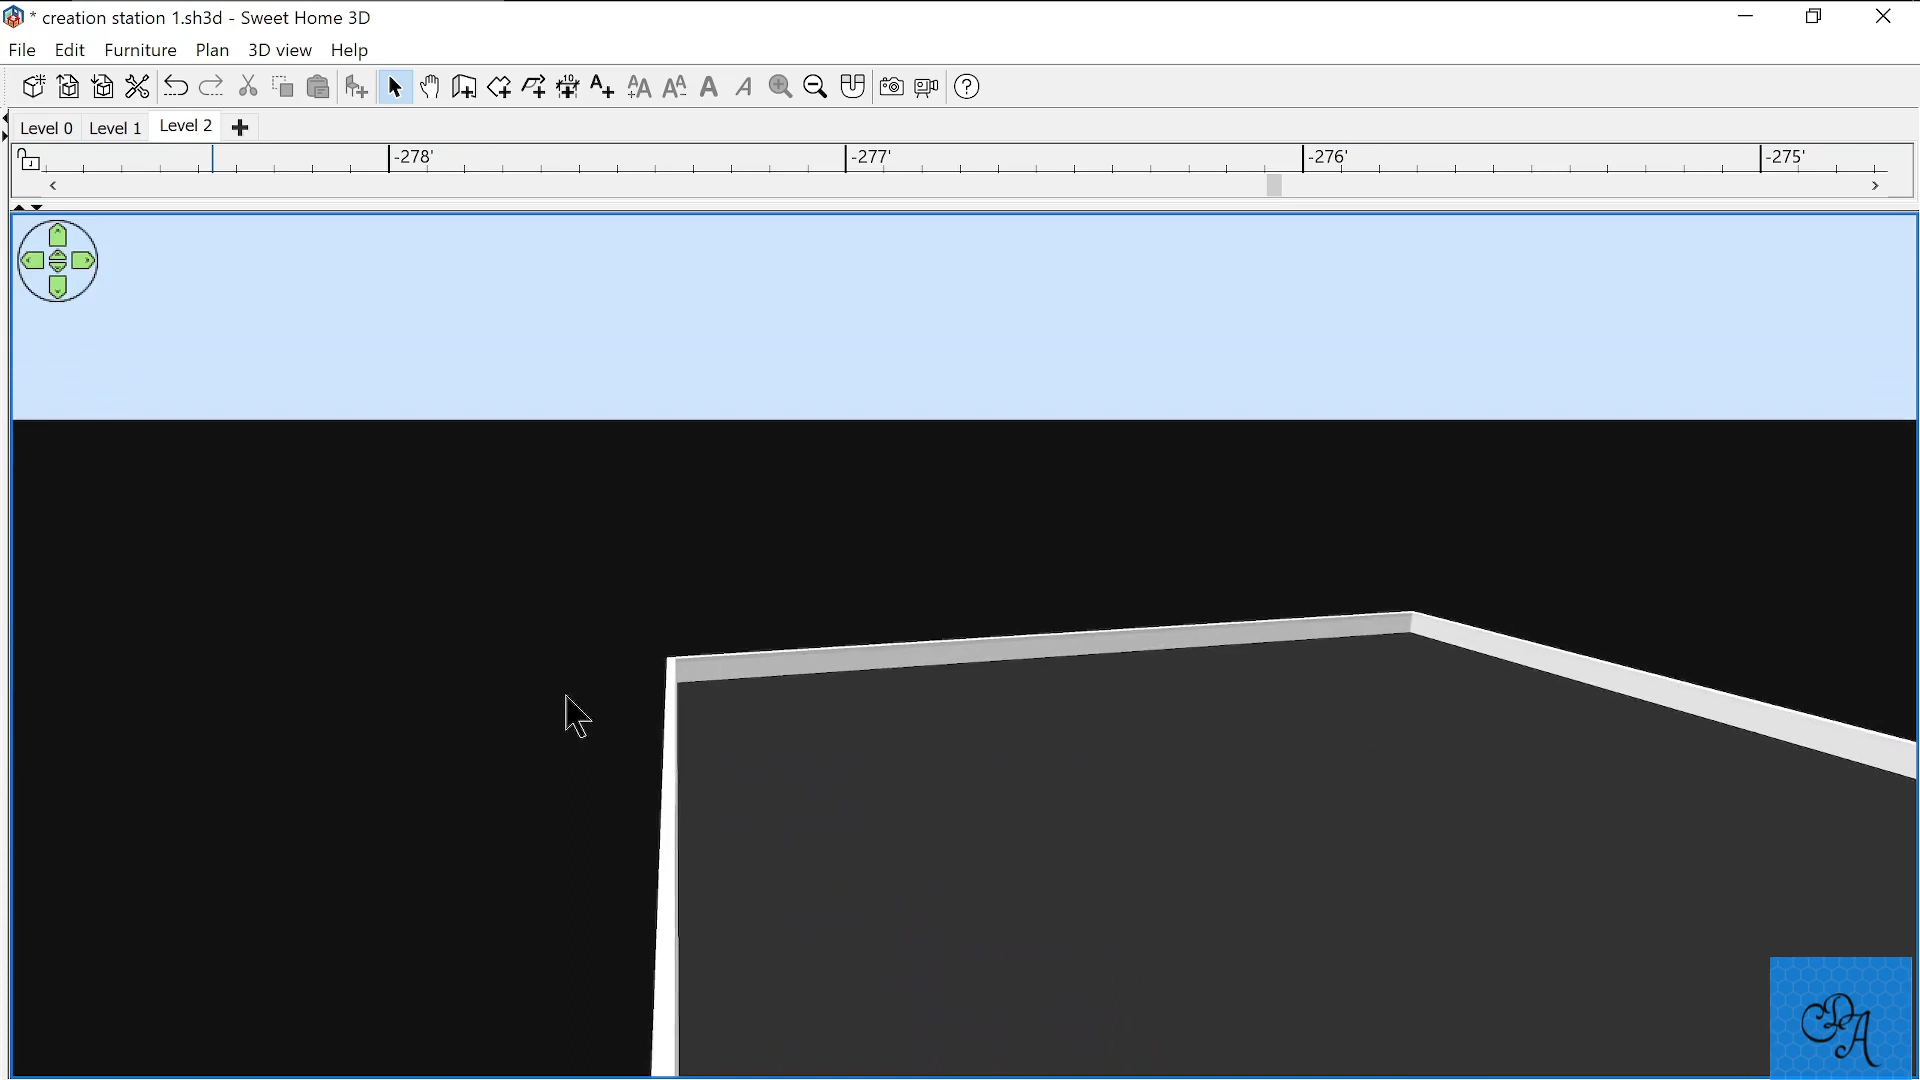 * creation station 1.sh3d - Sweet Home 3D
File Edit Furniture Plan 3D view Help
Level 0 Level 1 Level 2
-278' -277' -276' -275'
DA